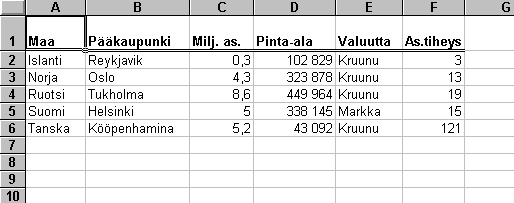 A B C D E F G
1 Maa Pääkaupunki Milj. as. Pinta-ala Valuutta As.tiheys
2 Islanti Reykjavik 0,3 102 829 Kruunu 3
3 Norja Oslo 4,3 323 878 Kruunu 13
4 Ruotsi Tukholma 8,6 449 964 Kruunu 19
5 Suomi Helsinki 5 338 145 Markka 15
6 Tanska Kööpenhamina 5,2 43 092 Kruunu 121
7
8
9
10